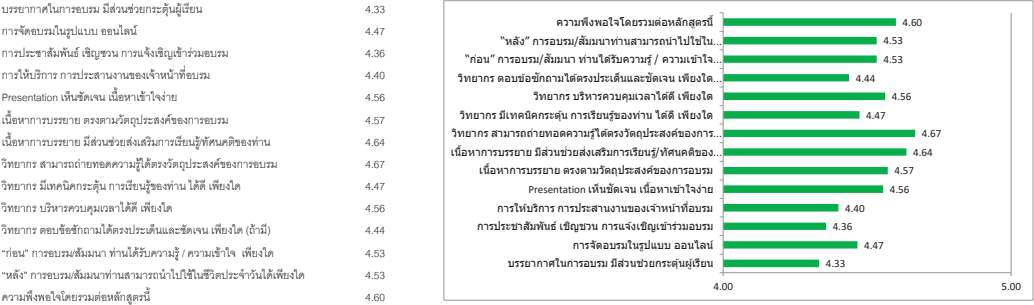 บรรยากาศในการอบรม มีส่วนช่วยกระตุ้นผู้เรียน 4.33
การจัดอบรมในรูปแบบ ออนไลน์ 4.47
การประชาสัมพันธ์ เชิญชวน การแจ้งเชิญเข้าร่วมอบรม 4.36
การให้บริการ การประสานงานของเจ้าหน้าที่อบรม 4.40
Presentation เห็นชัดเจน เนื้อหาเข้าใจง่าย 4.56
เนื้อหาการบรรยาย ตรงตามวัตถุประสงค์ของการอบรม 4.57
เนื้อหาการบรรยาย มีส่วนช่วยส่งเสริมการเรียนรู้/ทัศนคติของท่าน 4.64
วิทยากร สามารถถ่ายทอดความรู้ได้ตรงวัตถุประสงค์ของการอบรม 4.67
วิทยากร มีเทคนิคกระตุ้น การเรียนรู้ของท่าน ได้ดี เพียงใด 4.47
วิทยากร บริหารควบคุมเวลาได้ดี เพียงใด 4.56
วิทยากร ตอบข้อซักถามได้ตรงประเด็นและชัดเจน เพียงใด (ถ้ามี) 4.44
“ก่อน” การอบรม/สัมมนา ท่านได้รับความรู้ / ความเข้าใจ เพียงใด 4.53
“หลัง” การอบรม/สัมมนาท่านสามารถนำไปใช้ในชีวิตประจำวันได้เพียงใด 4.53
ความพึงพอใจโดยรวมต่อหลักสูตรนี้ 4.60
ความพึงพอใจโดยรวมต่อหลักสูตรนี้ 4.60
“หลัง” การอบรม/สัมมนาท่านสามารถนำไปใช้ใน... 4.53
“ก่อน” การอบรม/สัมมนา ท่านได้รับความรู้ / ความเข้าใจ... 4.53
วิทยากร ตอบข้อซักถามได้ตรงประเด็นและชัดเจน เพียงใด... 4.44
วิทยากร บริหารควบคุมเวลาได้ดี เพียงใด 4.56
วิทยากร มีเทคนิคกระตุ้น การเรียนรู้ของท่าน ได้ดี เพียงใด 4.47
วิทยากร สามารถถ่ายทอดความรู้ได้ตรงวัตถุประสงค์ของการ... 4.67
เนื้อหาการบรรยาย มีส่วนช่วยส่งเสริมการเรียนรู้/ทัศนคติของ... 4.64
เนื้อหาการบรรยาย ตรงตามวัตถุประสงค์ของการอบรม 4.57
Presentation เห็นชัดเจน เนื้อหาเข้าใจง่าย 4.56
การให้บริการ การประสานงานของเจ้าหน้าที่อบรม 4.40
การประชาสัมพันธ์ เชิญชวน การแจ้งเชิญเข้าร่วมอบรม 4.36
การจัดอบรมในรูปแบบ ออนไลน์ 4.47
บรรยากาศในการอบรม มีส่วนช่วยกระตุ้นผู้เรียน 4.33
4.00 5.00